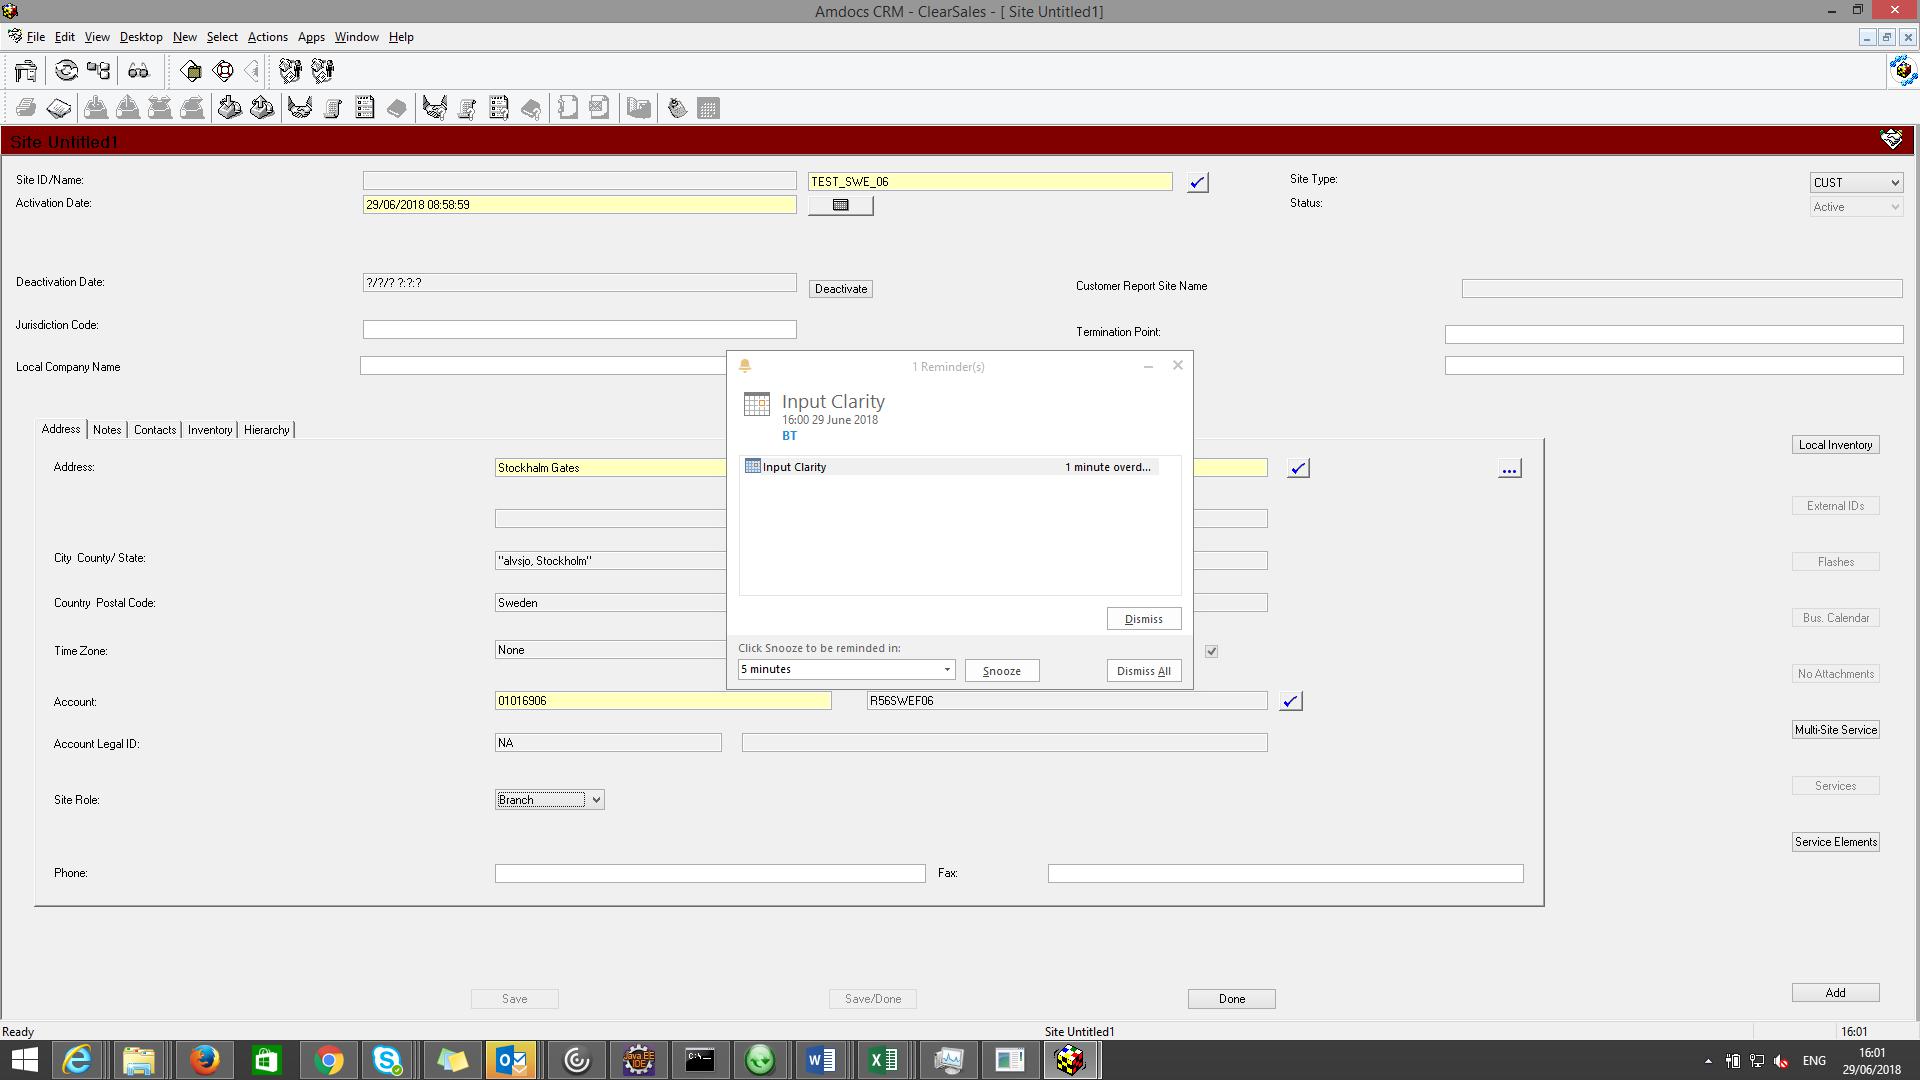 Amdocs CRM - ClearSales - [ Site Untitled1]
File Edit View Desktop New Select Actions Apps Window Help
Site Untitled1
Site ID/Name:
TEST_SWE_06
Site Type:
CUST
Activation Date:
29/06/2018 08:58:59
Status:
Active
Deactivation Date:
?/?/? ?:?:?
Deactivate
Customer Report Site Name
Jurisdiction Code:
Termination Point:
Local Company Name
1 Reminder(s)
Input Clarity
16:00 29 June 2018
BT
Input Clarity 1 minute overd...
Dismiss
Click Snooze to be reminded in:
5 minutes
Snooze
Dismiss All
Address Notes Contacts Inventory Hierarchy
Address:
Stockhalm Gates
...
City County/ State:
"alvsjo, Stockholm"
Country Postal Code:
Sweden
Time Zone:
None
Account:
01016906
R56SWEF06
Account Legal ID:
NA
Site Role:
Branch
Phone:
Fax:
Local Inventory
External IDs
Flashes
Bus. Calendar
No Attachments
Multi-Site Service
Services
Service Elements
Save
Save/Done
Done
Add
Ready
Site Untitled1
16:01
Java EE
IDE
C:\
ENG
16:01
29/06/2018